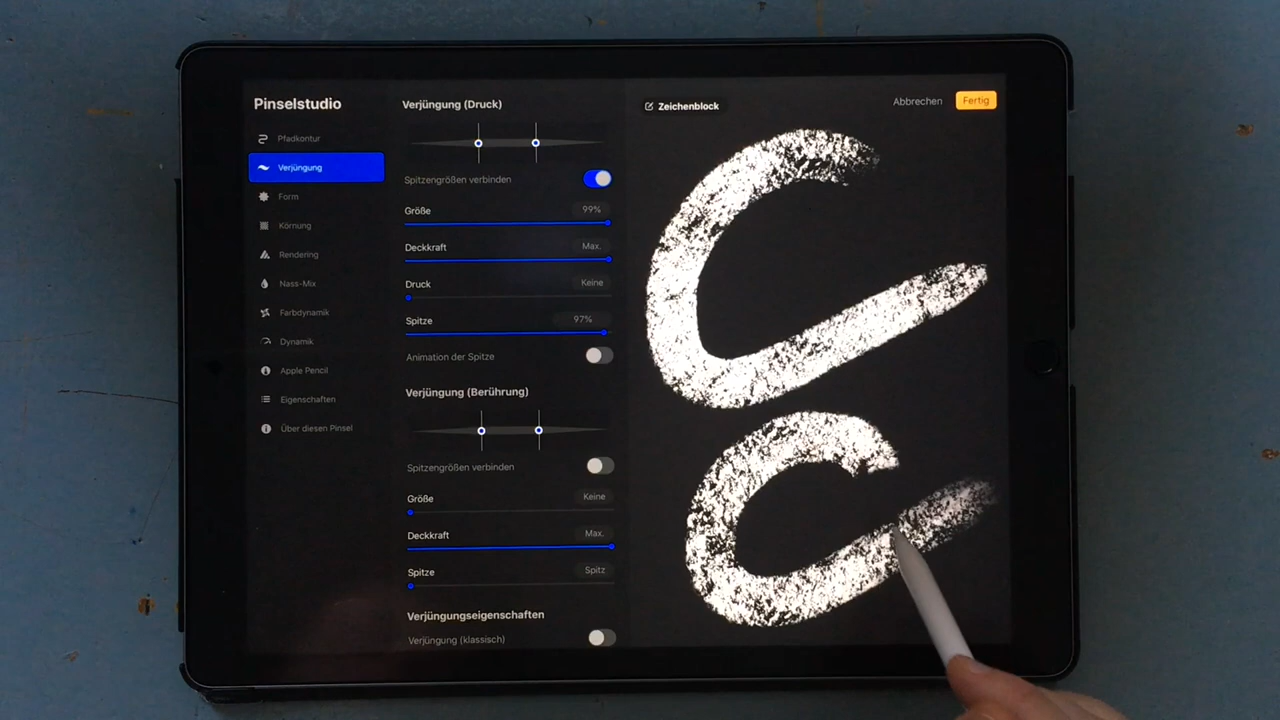 Pinselstudio
Pfadkontur
Verjüngung
Form
Körnung
Rendering
Nass-Mix
Farbdynamik
Dynamik
Apple Pencil
Eigenschaften
Über diesen Pinsel
Verjüngung (Druck)
Spitzengrößen verbinden
Größe 99%
Deckkraft Max.
Druck Keine
Spitze 97%
Animation der Spitze
Verjüngung (Berührung)
Spitzengrößen verbinden
Größe Keine
Deckkraft Max.
Spitze Spitz
Verjüngungseigenschaften
Verjüngung (klassisch)
Zeichenblock
Abbrechen Fertig